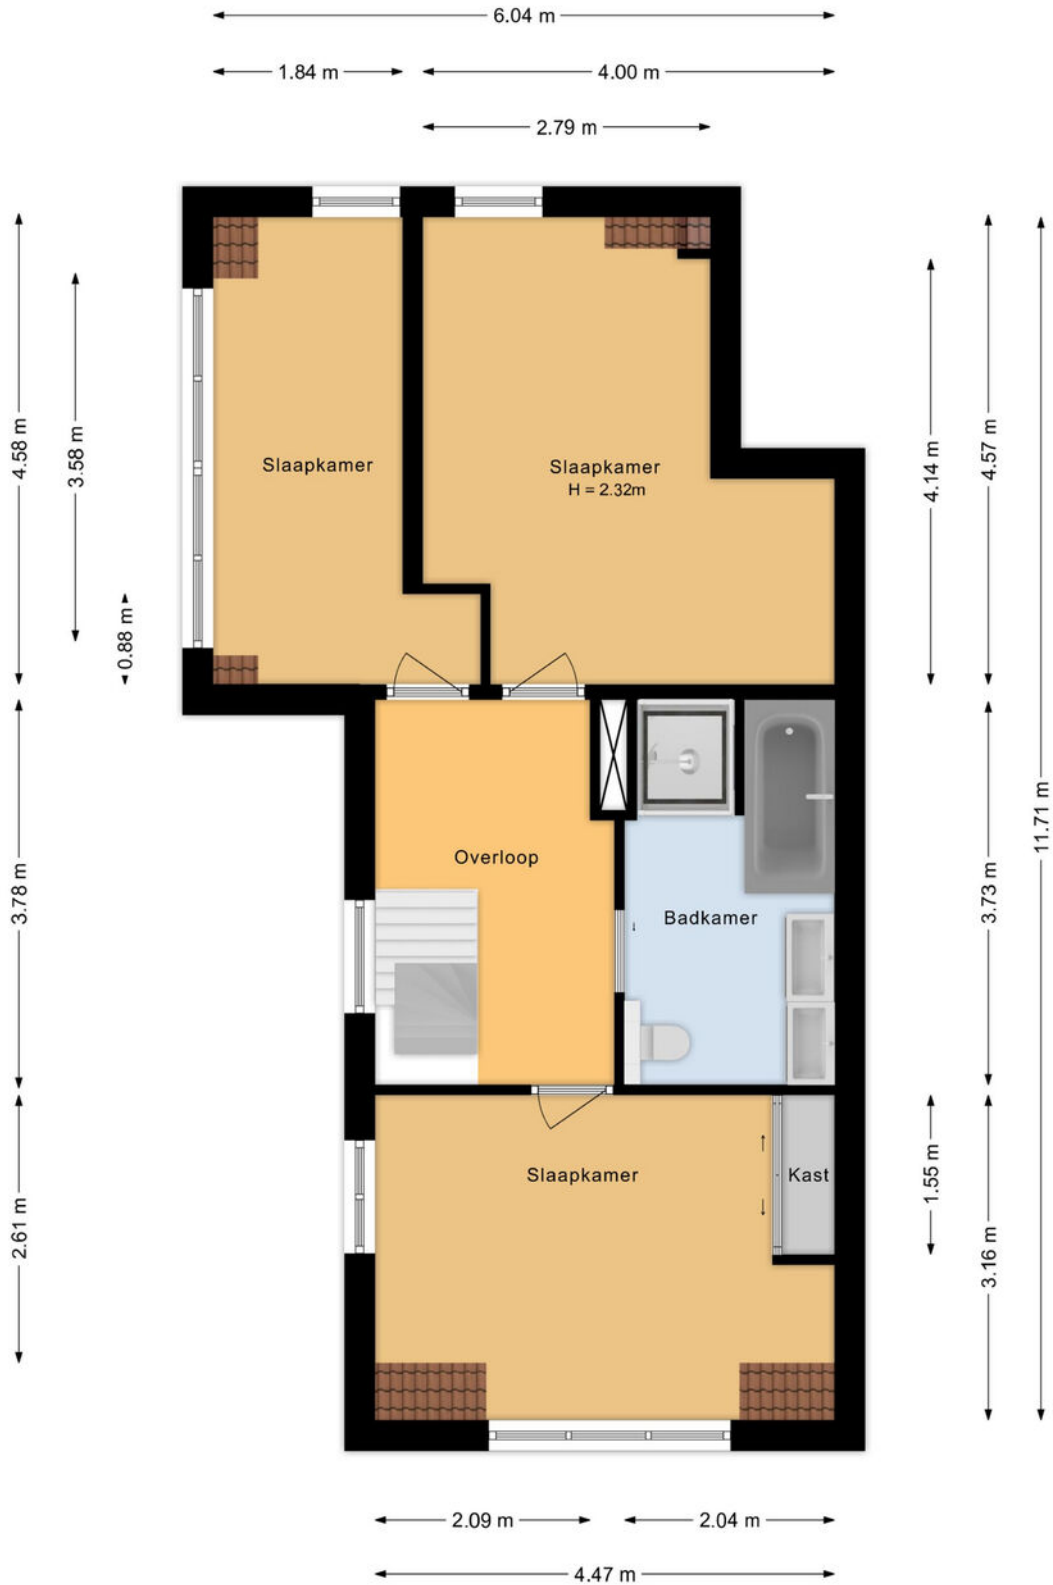 6.04 m
1.84 m
4.00 m
2.79 m
4.58 m
3.58 m
0.88 m
Slaapkamer
Slaapkamer
H = 2.32m
4.14 m
4.57 m
11.71 m
3.78 m
Overloop
Badkamer
3.73 m
2.61 m
Slaapkamer
Kast
1.55 m
3.16 m
2.09 m
2.04 m
4.47 m